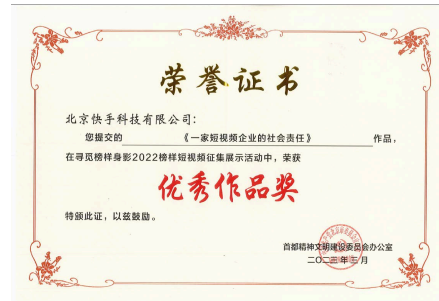 荣誉证书
北京快手科技有限公司：
您提交的《一家短视频企业的社会责任》作品，
在寻觅榜样身影2022榜样短视频征集展示活动中，荣获
优秀作品奖
特颁此证，以兹鼓励。
首都精神文明建设委员会办公室
二〇二三年三月